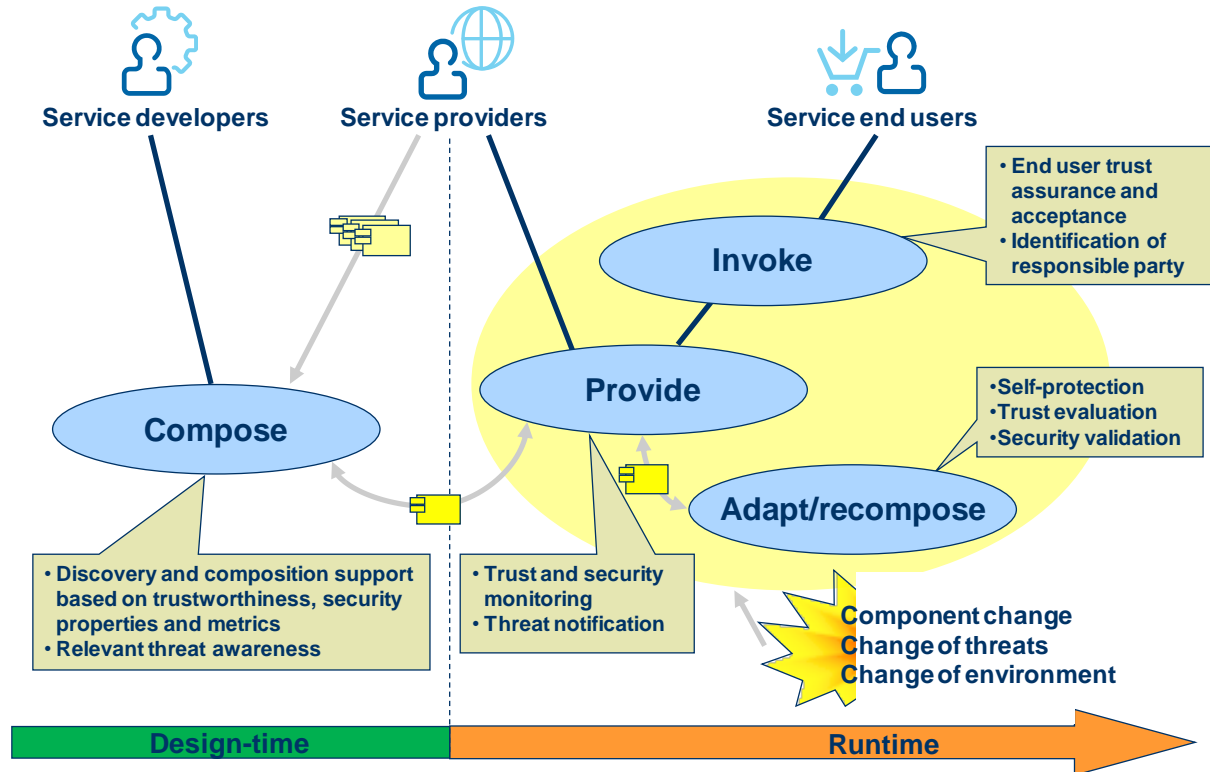 Service developers
Service providers
Service end users
• End user trust
assurance and
acceptance
• Identification of
responsible party
Invoke
Provide
•Self-protection
•Trust evaluation
•Security validation
Compose
Adapt/recompose
• Discovery and composition support
based on trustworthiness, security
properties and metrics
• Relevant threat awareness
• Trust and security
monitoring
• Threat notification
Component change
Change of threats
Change of environment
Design-time
Runtime